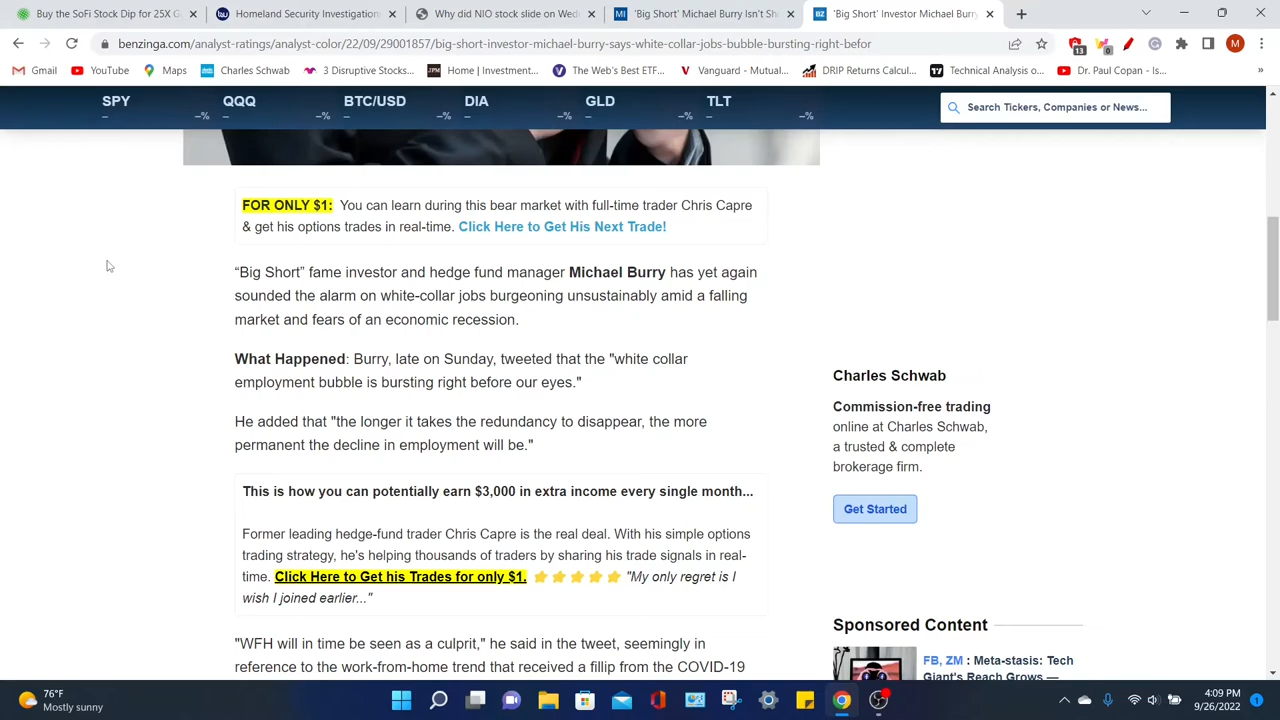 Buy the SoFi Stock Dip for 25X G
Homeland Security Investigation
Why did NIO stock slide on Wed
'Big Short' Michael Burry Isn't Sh
'Big Short' Investor Michael Burry
benzinga.com/analyst-ratings/analyst-color/22/09/29011857/big-short-investor-michael-burry-says-white-collar-jobs-bubble-bursting-right-befor
13
0
M
Gmail
YouTube
Maps
Charles Schwab
3 Disruptive Stocks...
Home | Investment...
The Web's Best ETF...
Vanguard - Mutual...
DRIP Returns Calcul...
Technical Analysis o...
Dr. Paul Copan - Is...
SPY
–
–%
QQQ
–
–%
BTC/USD
–
–%
DIA
–
–%
GLD
–
–%
TLT
–
–%
Search Tickers, Companies or News...
FOR ONLY $1: You can learn during this bear market with full-time trader Chris Capre
& get his options trades in real-time. Click Here to Get His Next Trade!
“Big Short” fame investor and hedge fund manager Michael Burry has yet again
sounded the alarm on white-collar jobs burgeoning unsustainably amid a falling
market and fears of an economic recession.
What Happened: Burry, late on Sunday, tweeted that the "white collar
employment bubble is bursting right before our eyes."
He added that "the longer it takes the redundancy to disappear, the more
permanent the decline in employment will be."
This is how you can potentially earn $3,000 in extra income every single month...
Former leading hedge-fund trader Chris Capre is the real deal. With his simple options
trading strategy, he's helping thousands of traders by sharing his trade signals in real-
time. Click Here to Get his Trades for only $1. "My only regret is I
wish I joined earlier..."
"WFH will in time be seen as a culprit," he said in the tweet, seemingly in
reference to the work-from-home trend that received a fillip from the COVID-19
Charles Schwab
Commission-free trading
online at Charles Schwab,
a trusted & complete
brokerage firm.
Get Started
Sponsored Content
FB, ZM : Meta-stasis: Tech
Giant's Reach Grows —
76°F
Mostly sunny
4:09 PM
9/26/2022